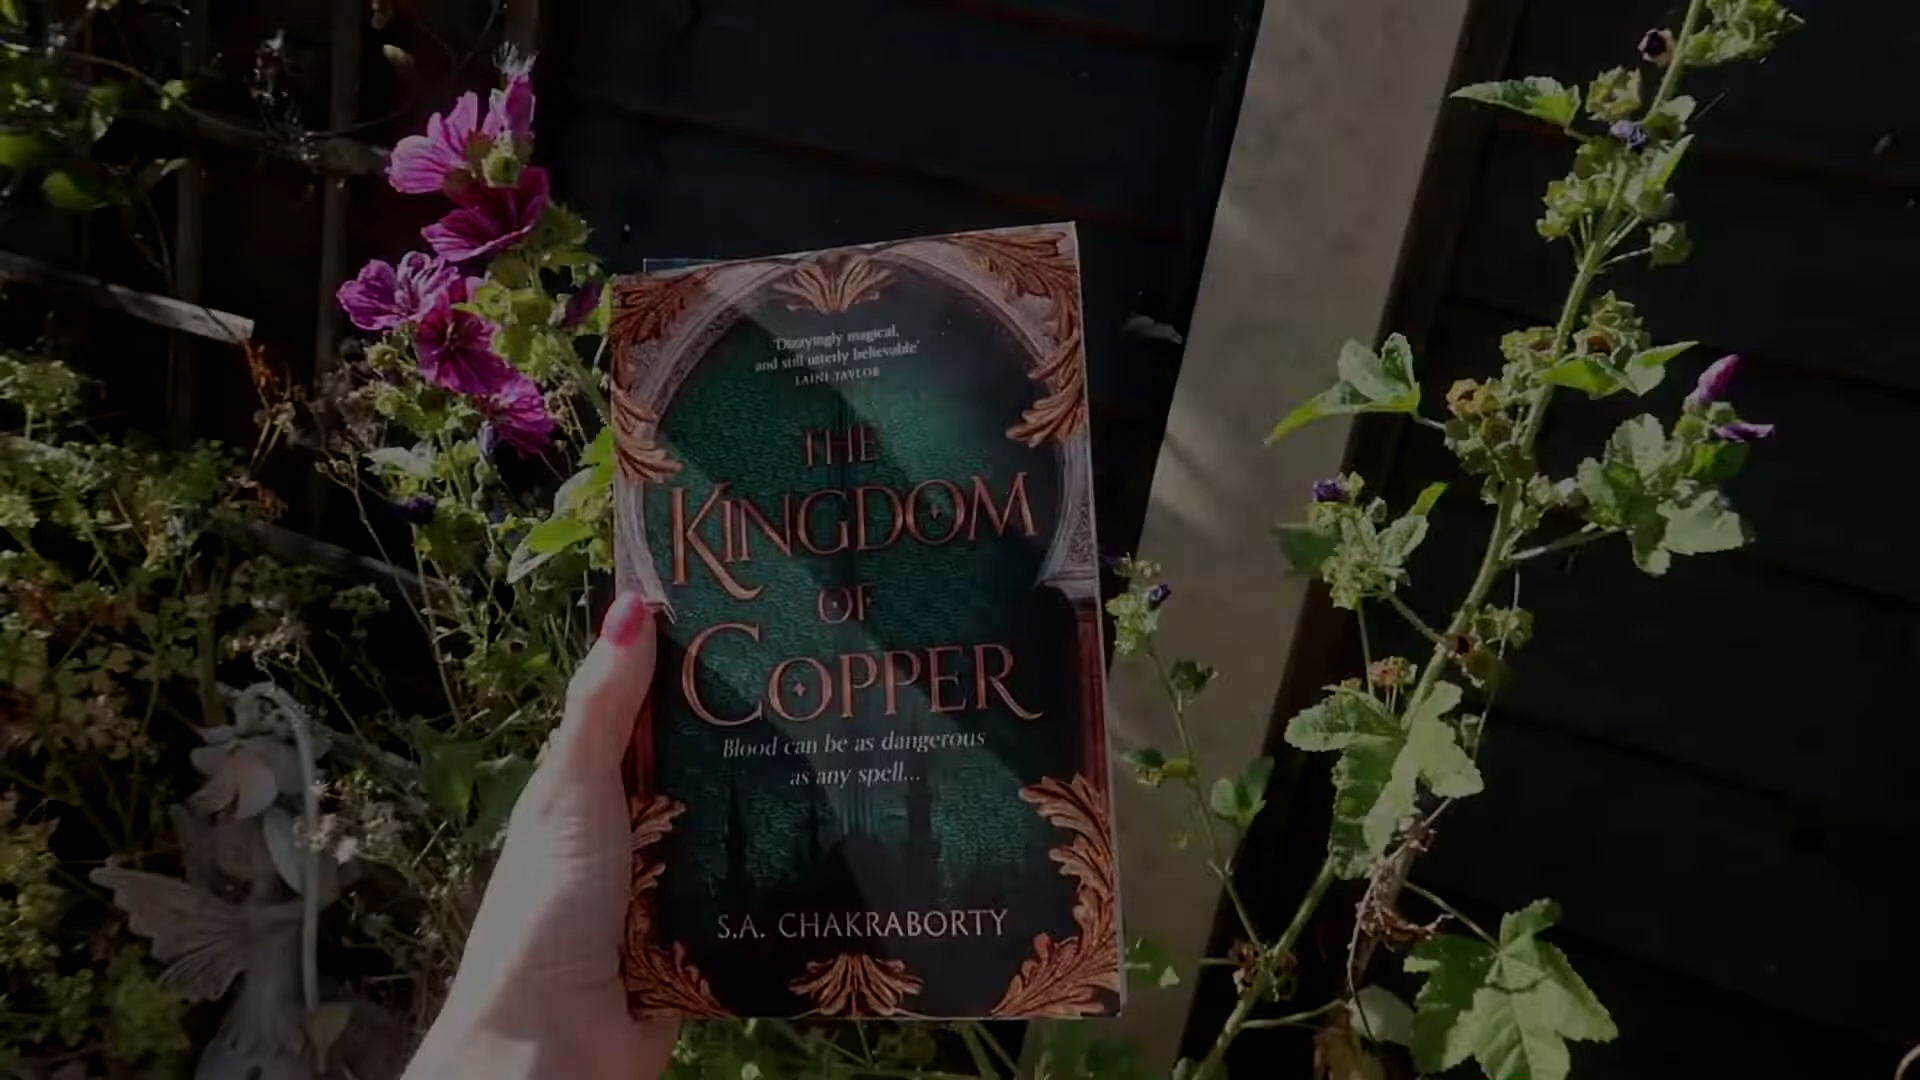 'Dazzyingly magical,
and still utterly believable'
LAINI TAYLOR
THE
KINGDOM
OF
COPPER
Blood can be as dangerous
as any spell...
S.A. CHAKRABORTY